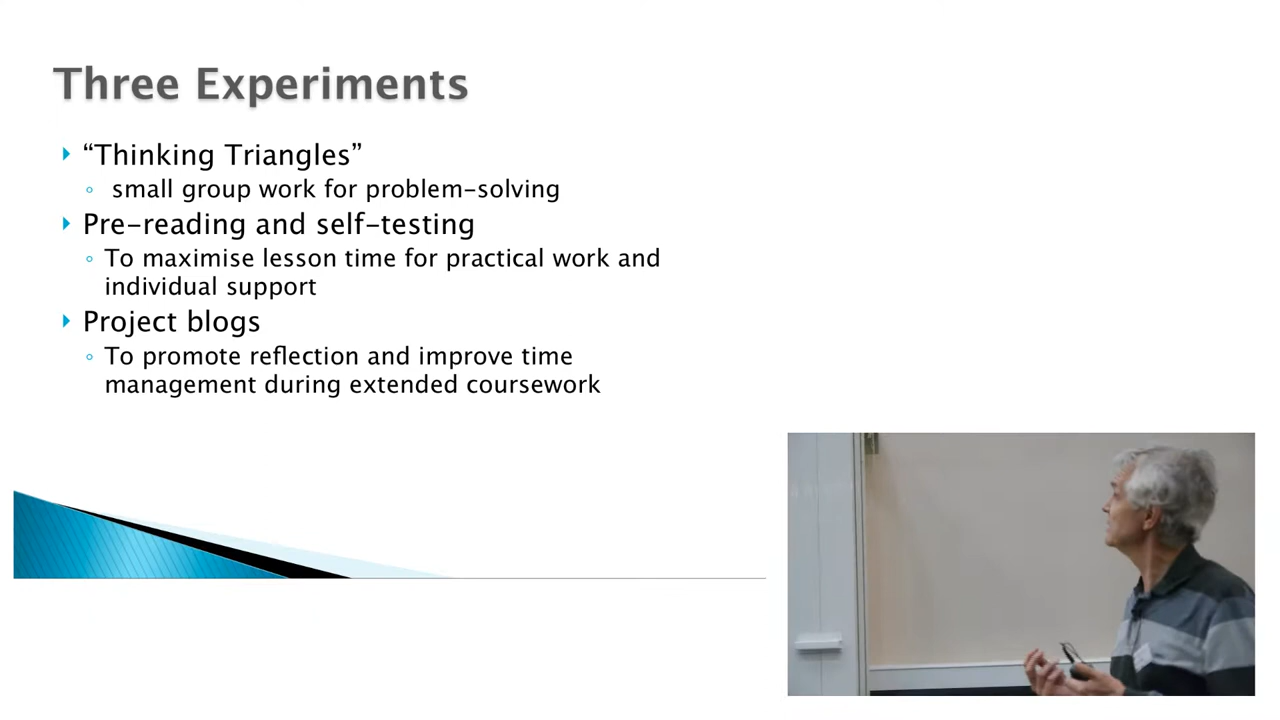 Three Experiments
“Thinking Triangles”
small group work for problem-solving
Pre-reading and self-testing
To maximise lesson time for practical work and
individual support
Project blogs
To promote reflection and improve time
management during extended coursework